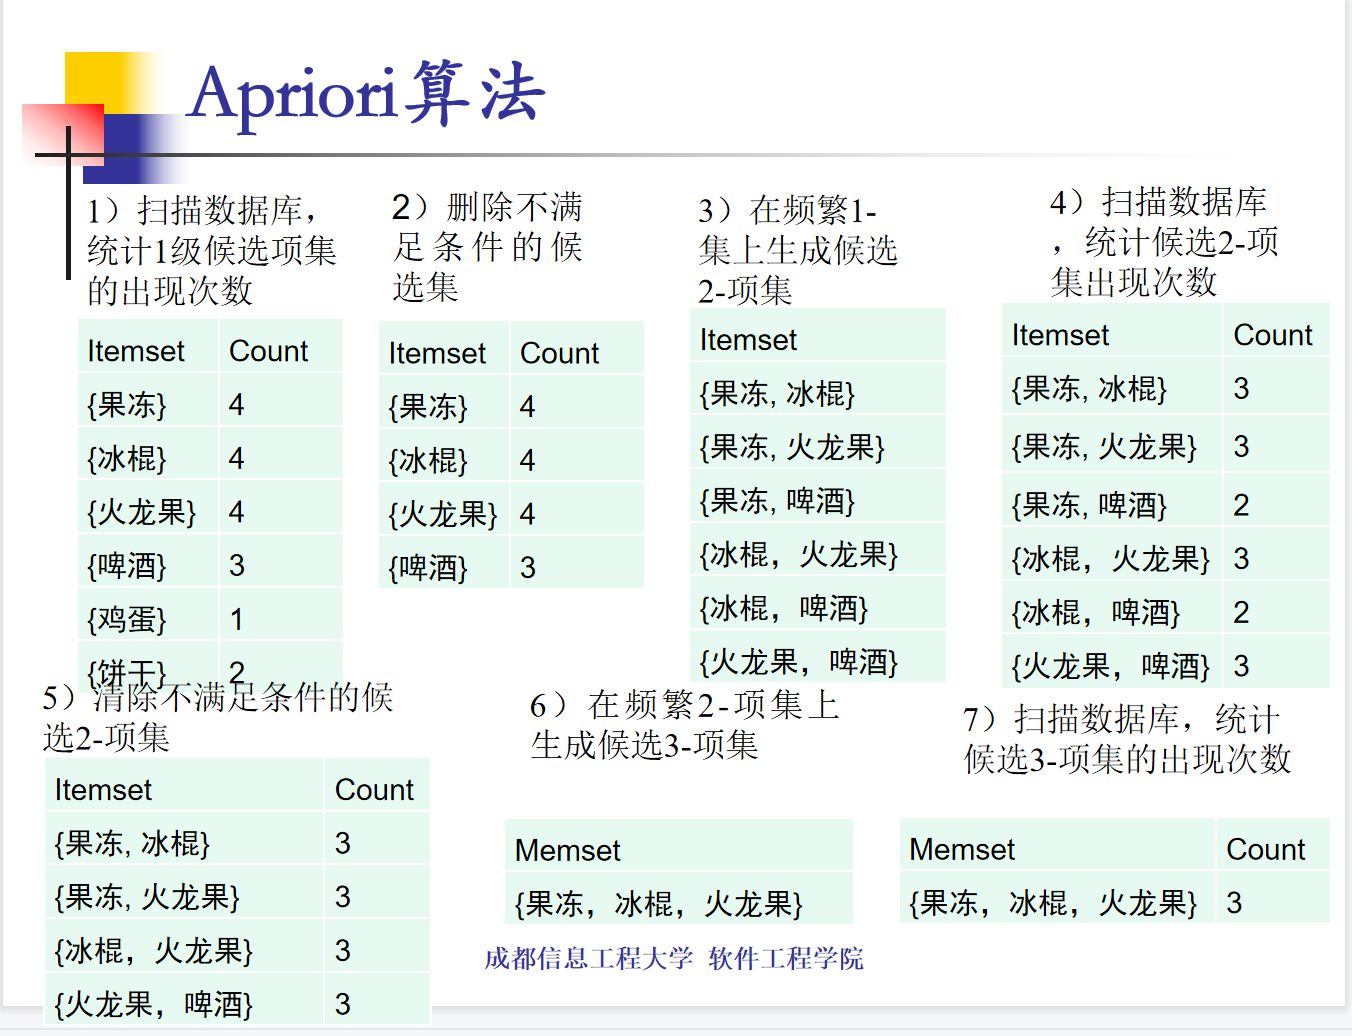 Apriori算法
1）扫描数据库，
统计1级候选项集
的出现次数
Itemset Count
{果冻} 4
{冰棍} 4
{火龙果} 4
{啤酒} 3
{鸡蛋} 1
{饼干} 2
2）删除不满
足条件的候
选集
Itemset Count
{果冻} 4
{冰棍} 4
{火龙果} 4
{啤酒} 3
3）在频繁1-
集上生成候选
2-项集
Itemset
{果冻, 冰棍}
{果冻, 火龙果}
{果冻, 啤酒}
{冰棍，火龙果}
{冰棍，啤酒}
{火龙果，啤酒}
4）扫描数据库
，统计候选2-项
集出现次数
Itemset Count
{果冻, 冰棍} 3
{果冻, 火龙果} 3
{果冻, 啤酒} 2
{冰棍，火龙果} 3
{冰棍，啤酒} 2
{火龙果，啤酒} 3
5）清除不满足条件的候
选2-项集
Itemset Count
{果冻, 冰棍} 3
{果冻, 火龙果} 3
{冰棍，火龙果} 3
{火龙果，啤酒} 3
6）在频繁2-项集上
生成候选3-项集
Memset
{果冻，冰棍，火龙果}
7）扫描数据库，统计
候选3-项集的出现次数
Memset Count
{果冻，冰棍，火龙果} 3
成都信息工程大学 软件工程学院